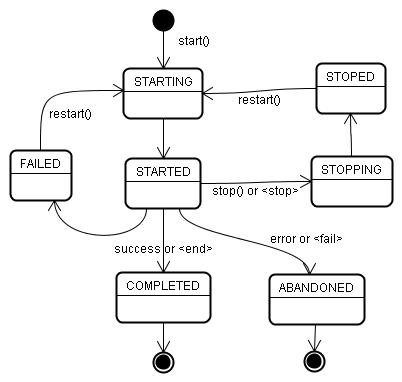 start()
STARTING
STOPED
restart()
restart()
FAILED
STARTED
STOPPING
stop() or <stop>
success or <end>
error or <fail>
COMPLETED
ABANDONED